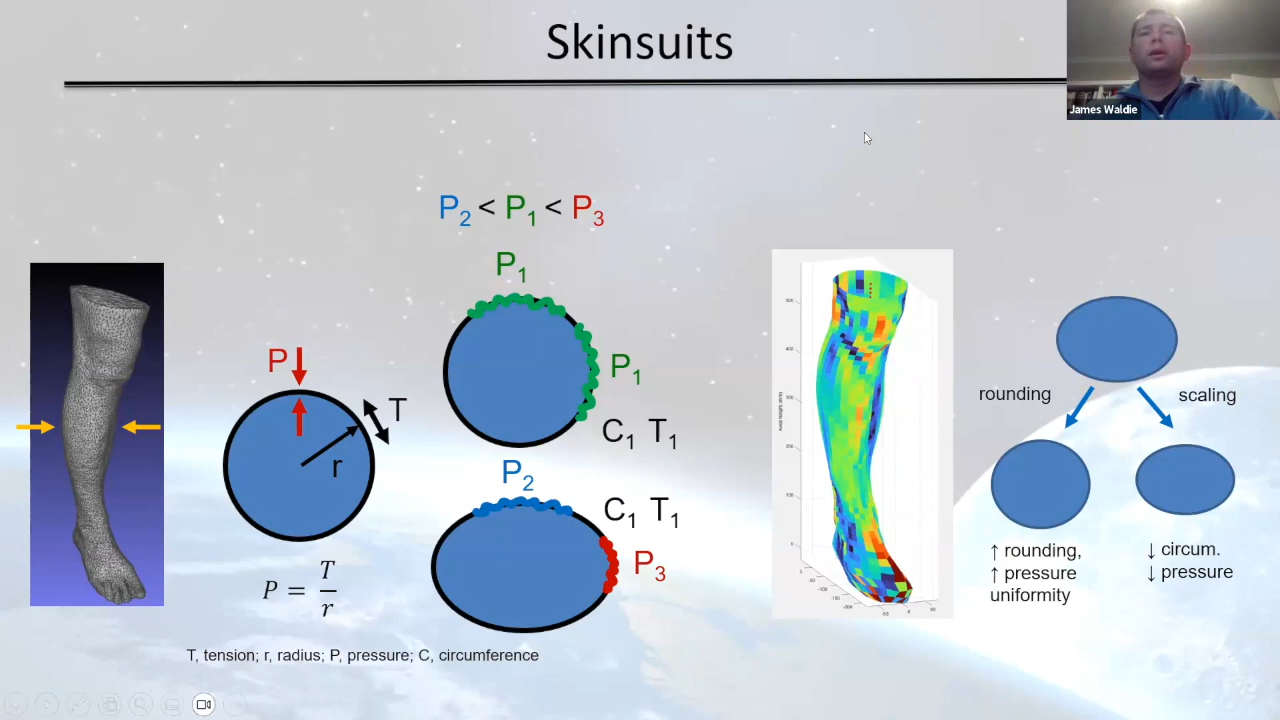 Skinsuits
James Waldie
P2 < P1 < P3
P1
P
T
r
P1
C1 T1
P2
C1 T1
P3
P = T/r
T, tension; r, radius; P, pressure; C, circumference
rounding
scaling
↑ rounding,
↑ pressure
uniformity
↓ circum.
↓ pressure